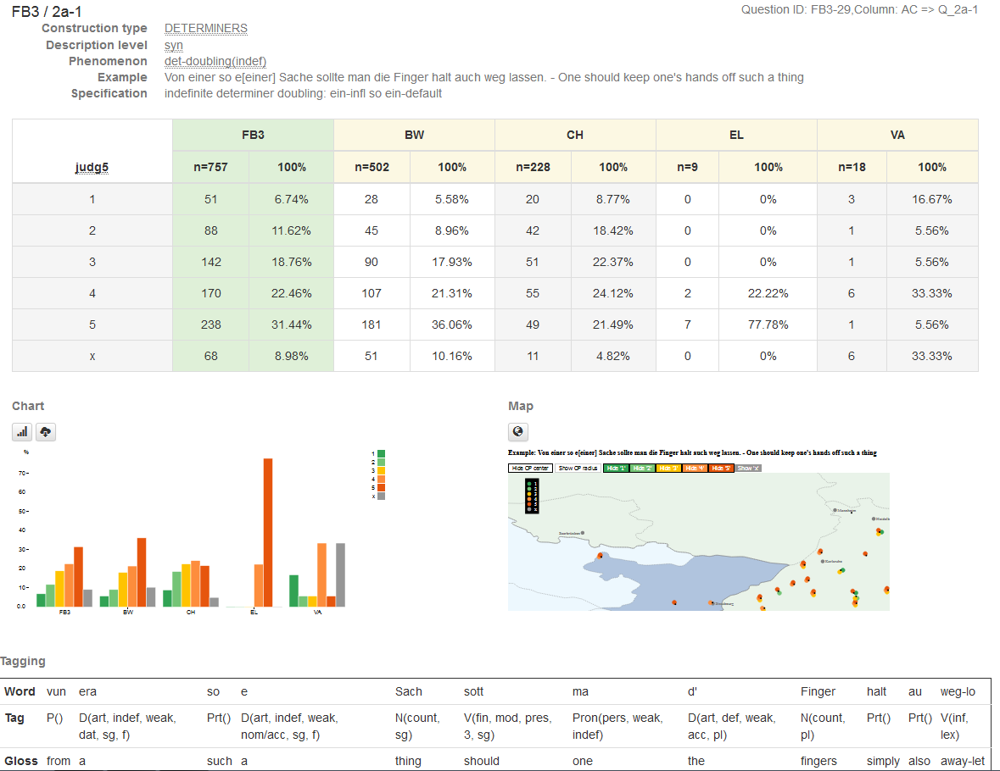 FB3 / 2a-1
Question ID: FB3-29,Column: AC => Q_2a-1
Construction type DETERMINERS
Description level syn
Phenomenon det-doubling(indef)
Example Von einer so e[einer] Sache sollte man die Finger halt auch weg lassen. - One should keep one's hands off such a thing
Specification indefinite determiner doubling: ein-infl so ein-default
FB3 BW CH EL VA
judg5 n=757 100% n=502 100% n=228 100% n=9 100% n=18 100%
1 51 6.74% 28 5.58% 20 8.77% 0 0% 3 16.67%
2 88 11.62% 45 8.96% 42 18.42% 0 0% 1 5.56%
3 142 18.76% 90 17.93% 51 22.37% 0 0% 1 5.56%
4 170 22.46% 107 21.31% 55 24.12% 2 22.22% 6 33.33%
5 238 31.44% 181 36.06% 49 21.49% 7 77.78% 1 5.56%
x 68 8.98% 51 10.16% 11 4.82% 0 0% 6 33.33%
Chart
Map
%
70-
60-
50-
40-
30-
20-
10-
0.0
FB3 BW CH EL VA
1
2
3
4
5
x
Example: Von einer so e[einer] Sache sollte man die Finger halt auch weg lassen. - One should keep one's hands off such a thing
Hide CP center Show CP radius Hide '1' Hide '2' Hide '3' Hide '4' Hide '5' Show 'x'
1
2
3
4
5
x
Saarbrücken
Karlsruhe
Tagging
Word vun era so e Sach sott ma d' Finger halt au weg-lo
Tag P() D(art, indef, weak, Prt() D(art, indef, weak, N(count, V(fin, mod, pres, Pron(pers, weak, D(art, def, weak, N(count, Prt() Prt() V(inf,
dat, sg, f) nom/acc, sg, f) sg) 3, sg) indef) acc, pl) pl) lex)
Gloss from a such a thing should one the fingers simply also away-let